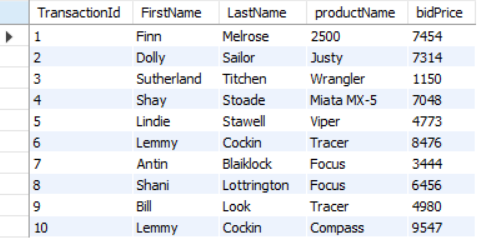 TransactionId FirstName LastName productName bidPrice
1 Finn Melrose 2500 7454
2 Dolly Sailor Justy 7314
3 Sutherland Titchen Wrangler 1150
4 Shay Stoade Miata MX-5 7048
5 Lindie Stawell Viper 4773
6 Lemmy Cockin Tracer 8476
7 Antin Blaiklock Focus 3444
8 Shani Lottrington Focus 6456
9 Bill Look Tracer 4980
10 Lemmy Cockin Compass 9547